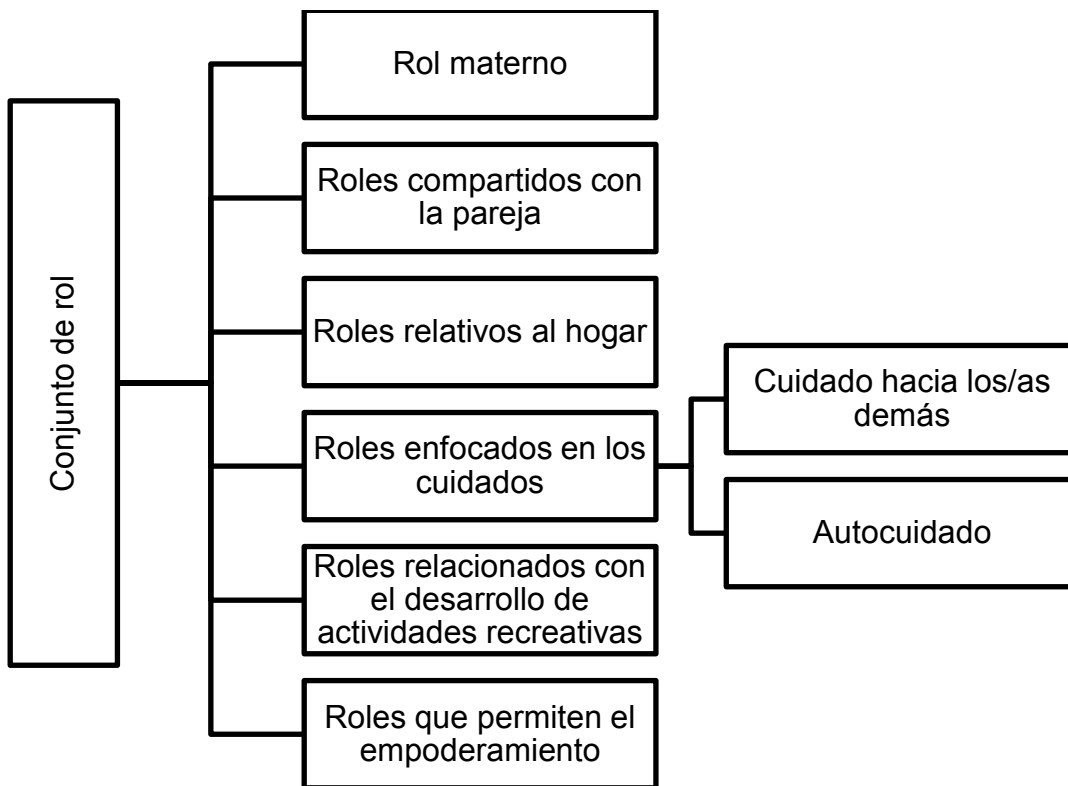 Conjunto de rol
Rol materno
Roles compartidos con
la pareja
Roles relativos al hogar
Roles enfocados en los
cuidados
Cuidado hacia los/as
demás
Autocuidado
Roles relacionados con
el desarrollo de
actividades recreativas
Roles que permiten el
empoderamiento